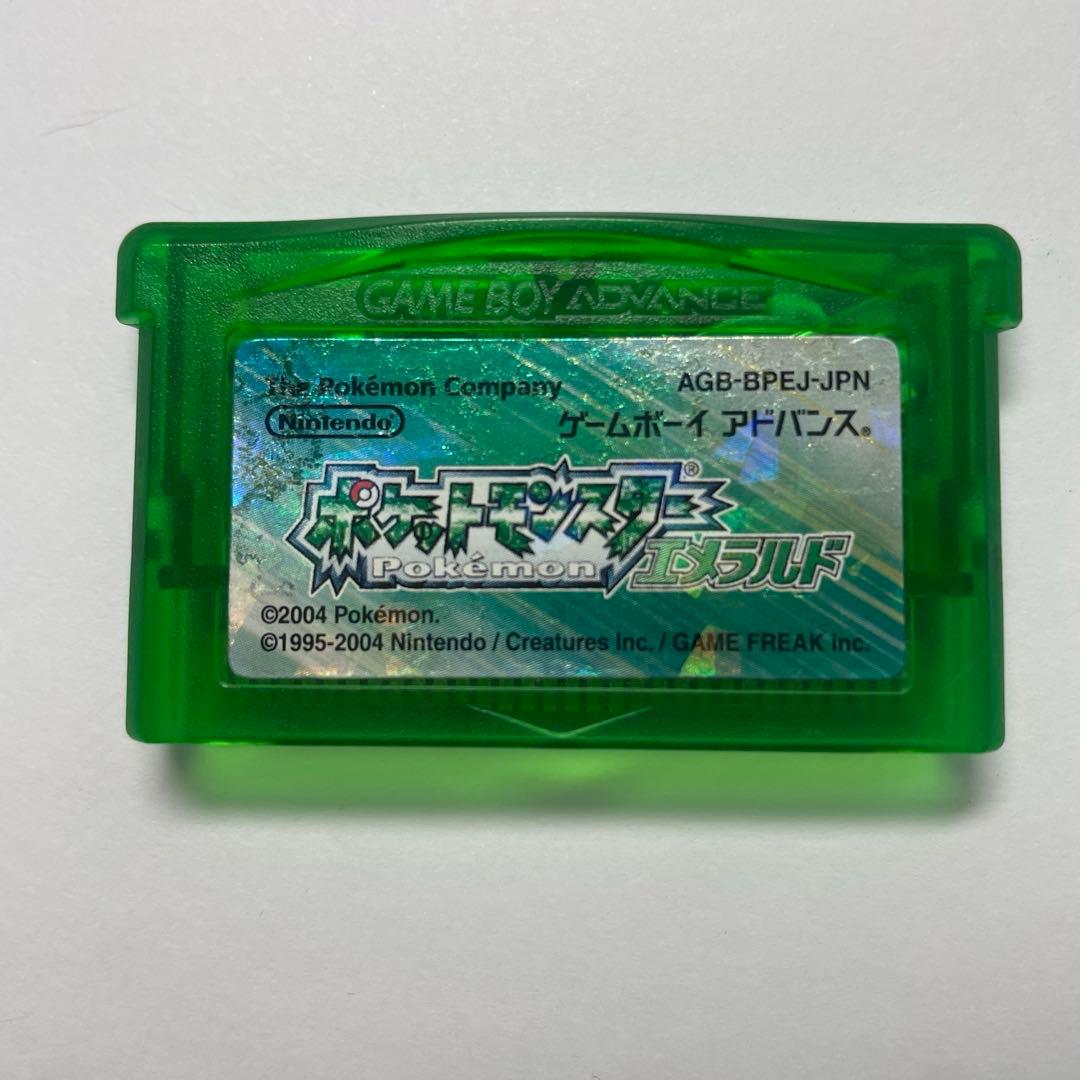 GAME BOY ADVANCE
The Pokémon Company
AGB-BPEJ-JPN
Nintendo
ゲームボーイ アドバンス®
ポケットモンスター®
Pokémon
エメラルド
©2004 Pokémon.
©1995-2004 Nintendo / Creatures Inc. / GAME FREAK inc.